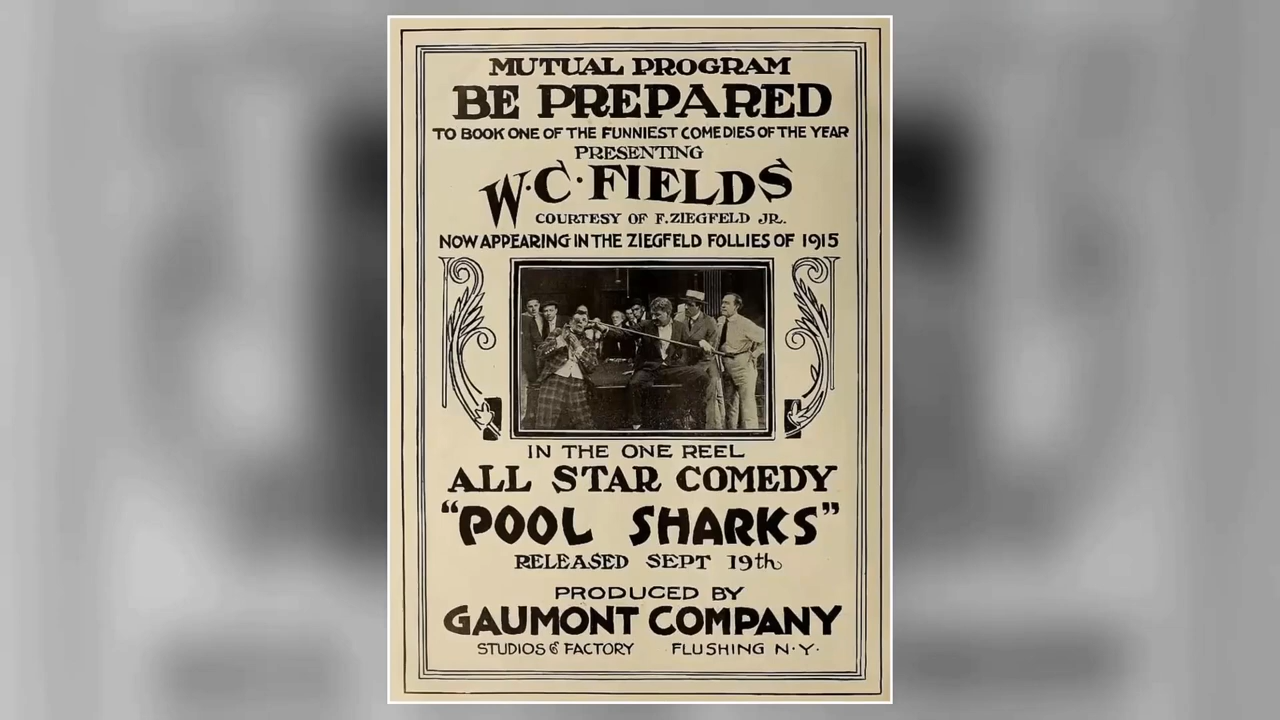 MUTUAL PROGRAM
BE PREPARED
TO BOOK ONE OF THE FUNNIEST COMEDIES OF THE YEAR
PRESENTING
W·C·FIELDS
COURTESY OF F. ZIEGFELD JR.
NOW APPEARING IN THE ZIEGFELD FOLLIES OF 1915
IN THE ONE REEL
ALL STAR COMEDY
"POOL SHARKS"
RELEASED SEPT 19th
PRODUCED BY
GAUMONT COMPANY
STUDIOS & FACTORY FLUSHING N·Y·